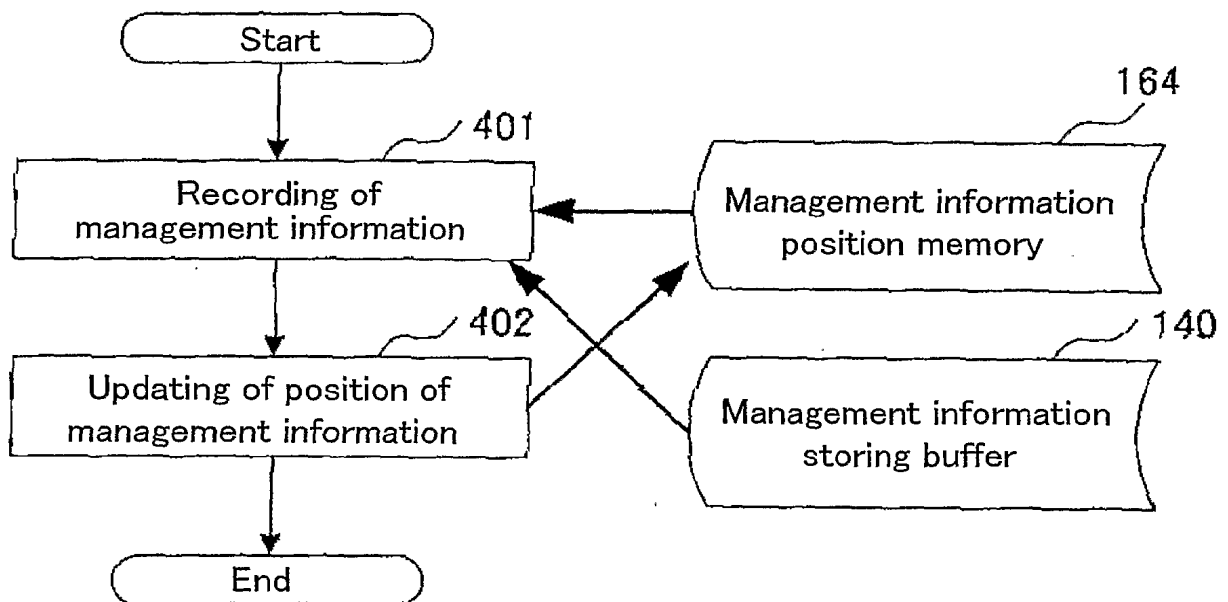 Start
401
Recording of
management information
164
Management information
position memory
402
Updating of position of
management information
140
Management information
storing buffer
End